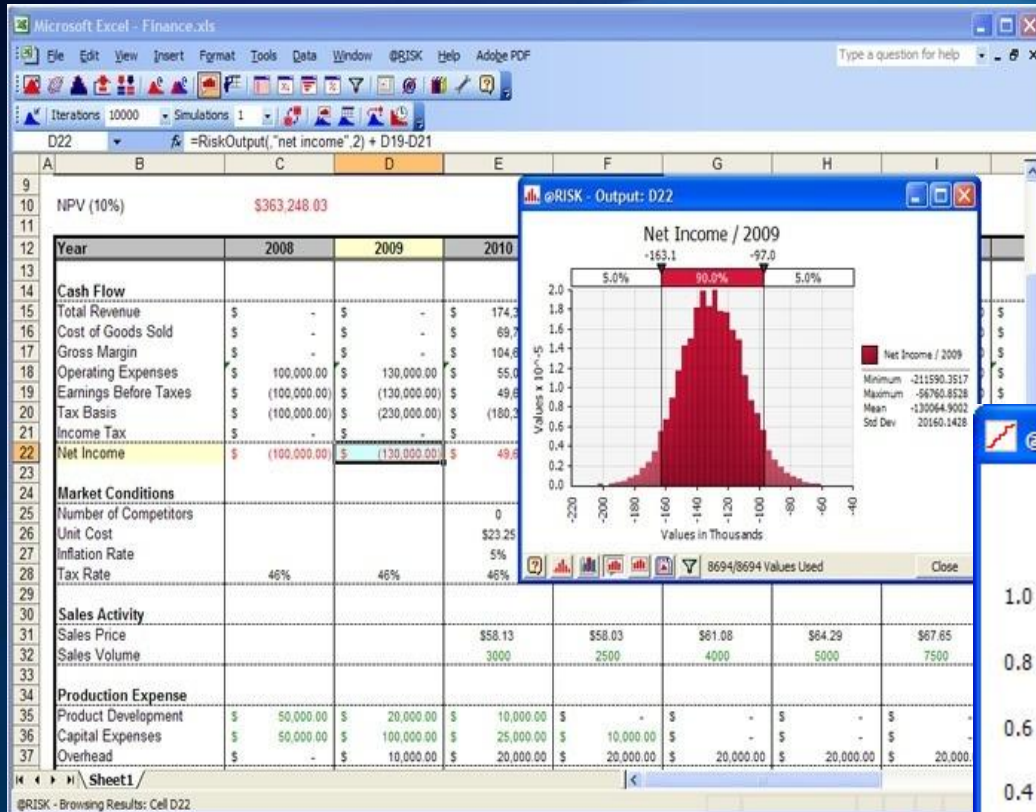 Microsoft Excel - Finance.xls
File Edit View Insert Format Tools Data Window @RISK Help Adobe PDF Type a question for help
Iterations 10000 Simulations 1
D22 fx =RiskOutput(,"net income",2) + D19-D21
A B C D E F G H I
9
10 NPV (10%) $363,248.03
11
12 Year 2008 2009 2010
13
14 Cash Flow
15 Total Revenue $ - $ - $ 174,3 $
16 Cost of Goods Sold $ - $ - $ 69,7 $
17 Gross Margin $ - $ - $ 104,6 $
18 Operating Expenses $ 100,000.00 $ 130,000.00 $ 55,0 $
19 Earnings Before Taxes $ (100,000.00) $ (130,000.00) $ 49,6 $
20 Tax Basis $ (100,000.00) $ (230,000.00) $ (180,3
21 Income Tax $ - $ - $
22 Net Income $ (100,000.00) $ (130,000.00) $ 49,6
23
24 Market Conditions
25 Number of Competitors 0
26 Unit Cost $23.25
27 Inflation Rate 5%
28 Tax Rate 46% 46% 46%
29
30 Sales Activity
31 Sales Price $58.13 $58.03 $61.08 $64.29 $67.65
32 Sales Volume 3000 2500 4000 5000 7500
33
34 Production Expense
35 Product Development $ 50,000.00 $ 20,000.00 $ 10,000.00 $ - $ - $ - $ -
36 Capital Expenses $ 50,000.00 $ 100,000.00 $ 25,000.00 $ 10,000.00 $ - $ - $ -
37 Overhead $ - $ 10,000.00 $ 20,000.00 $ 20,000.00 $ 20,000.00 $ 20,000.00 $ 20,000.
Sheet1
@RISK - Browsing Results: Cell D22
@RISK - Output: D22
Net Income / 2009
-163.1 -97.0
5.0% 90.0% 5.0%
2.0
1.8
1.6
1.4
1.2
1.0
0.8
0.6
0.4
0.2
0.0
Values x 10^-5
-220 -200 -180 -160 -140 -120 -100 -80 -60 -40
Values in Thousands
Net Income / 2009
Minimum -211590.3517
Maximum -56760.8528
Mean -130064.9002
Std Dev 20160.1428
8694/8694 Values Used Close
1.0
0.8
0.6
0.4